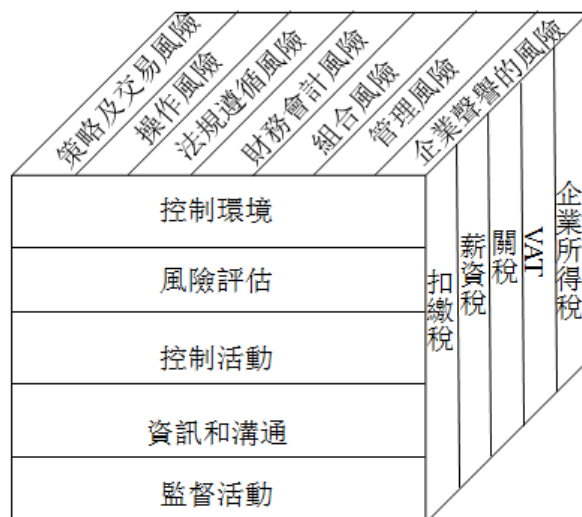 策略及交易風險
操作風險
法規遵循風險
財務會計風險
組合風險
管理風險
企業聲譽的風險
控制環境
風險評估
控制活動
資訊和溝通
監督活動
扣繳稅
薪資稅
關稅
VAT
企業所得稅